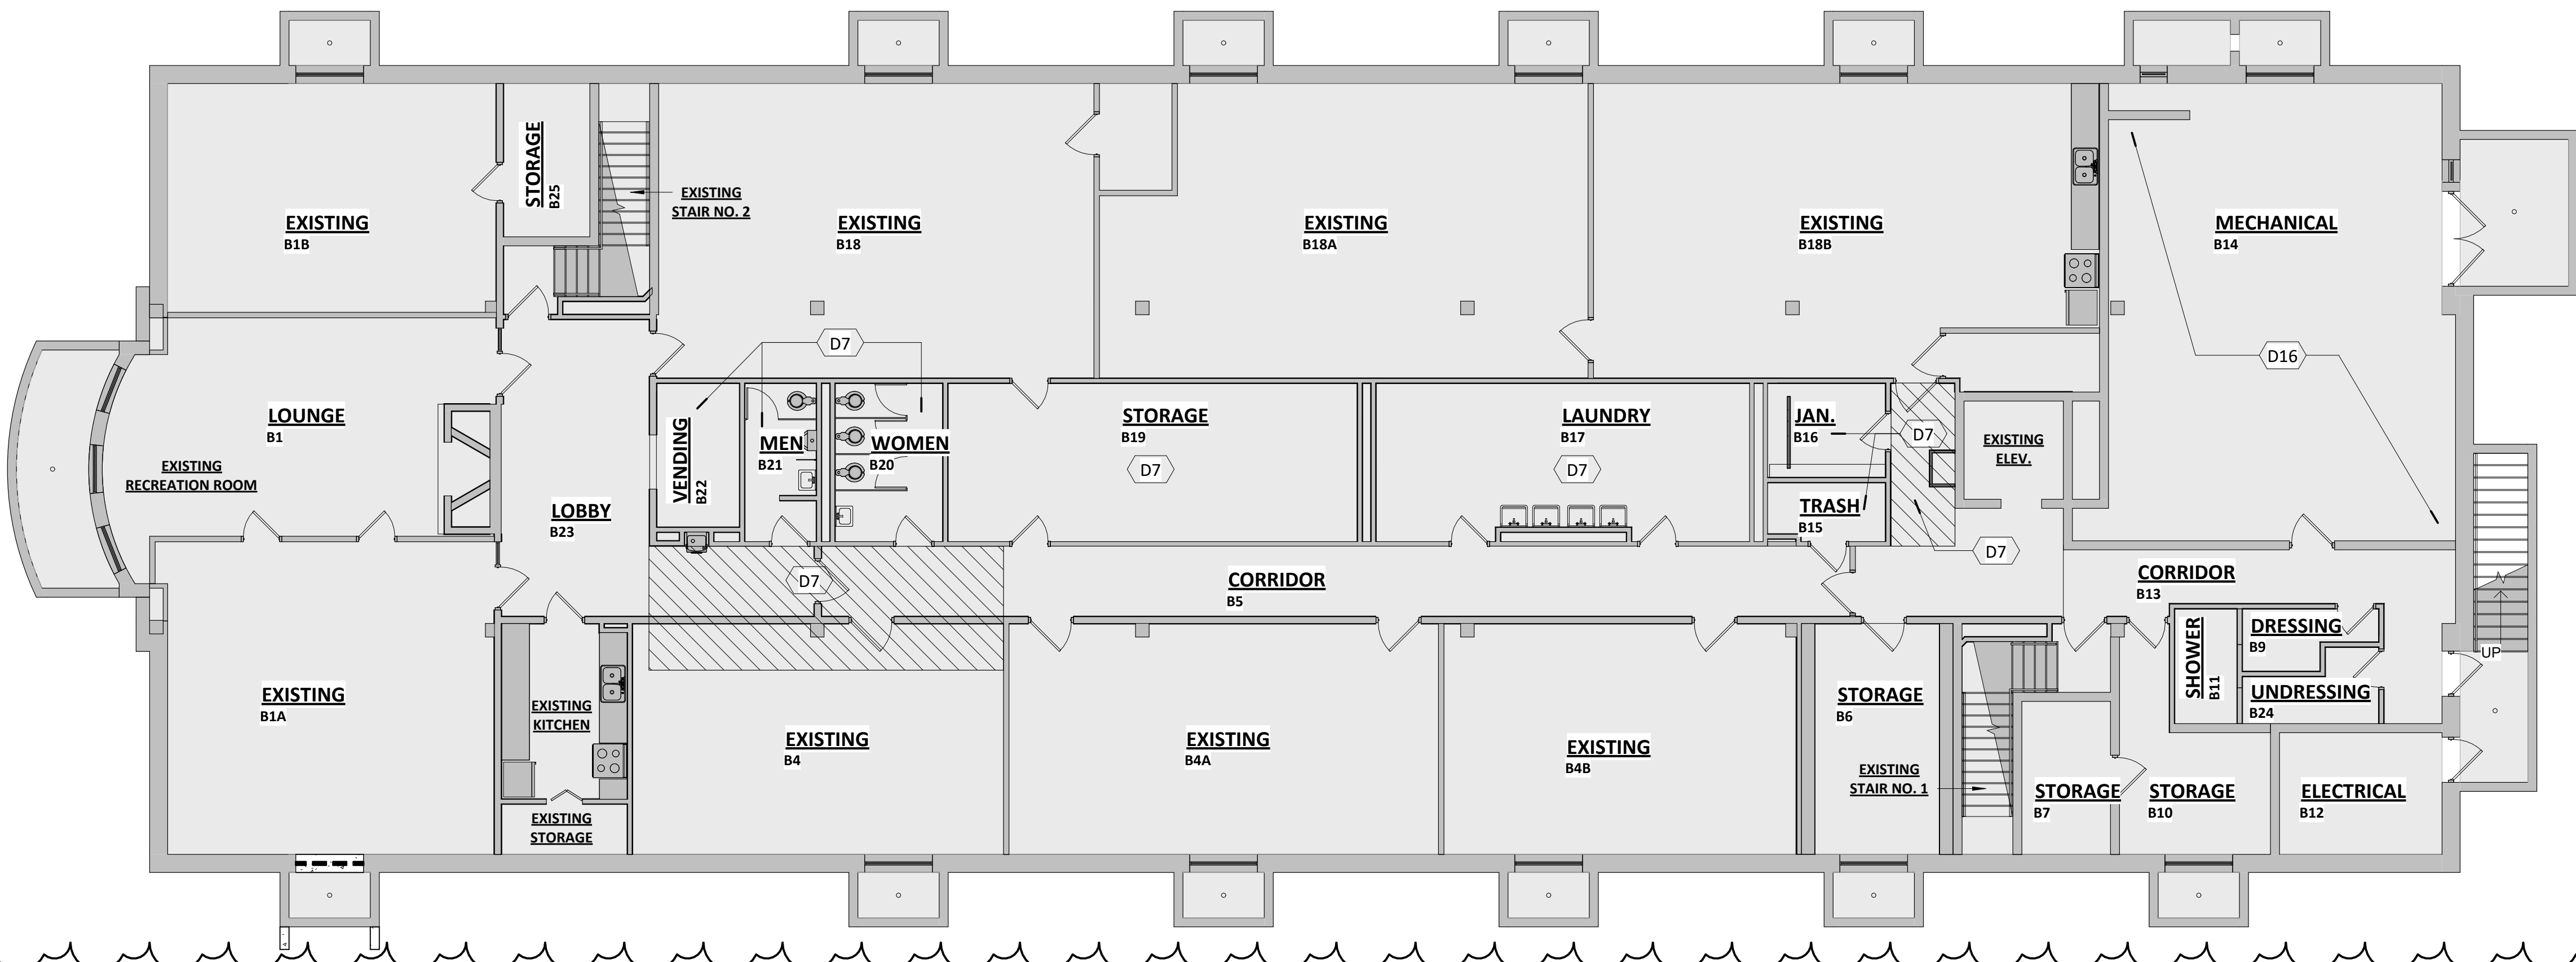 EXISTING
B1B
STORAGE
B25
EXISTING
STAIR NO. 2
EXISTING
B18
EXISTING
B18A
EXISTING
B18B
MECHANICAL
B14
D7
D16
LOUNGE
B1
EXISTING
RECREATION ROOM
LOBBY
B23
VENDING
B22
MEN
B21
WOMEN
B20
STORAGE
B19
D7
LAUNDRY
B17
D7
JAN.
B16
D7
TRASH
B15
EXISTING
ELEV.
D7
D7
CORRIDOR
B5
CORRIDOR
B13
EXISTING
B1A
EXISTING
KITCHEN
EXISTING
STORAGE
EXISTING
B4
EXISTING
B4A
EXISTING
B4B
STORAGE
B6
EXISTING
STAIR NO. 1
STORAGE
B7
STORAGE
B10
SHOWER
B11
DRESSING
B9
UNDRESSING
B24
ELECTRICAL
B12
UP